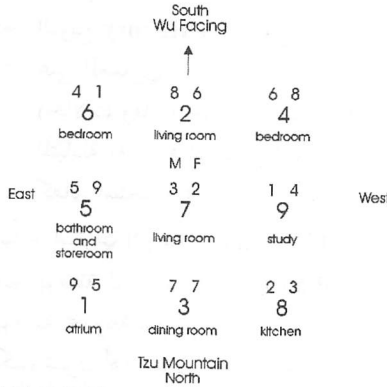 South
Wu Facing
4 1 8 6 6 8
6 2 4
bedroom living room bedroom
M F
East 5 9 3 2 1 4 West
5 7 9
bathroom living room study
and
storeroom
9 5 7 7 2 3
1 3 8
atrium dining room kitchen
Tzu Mountain
North